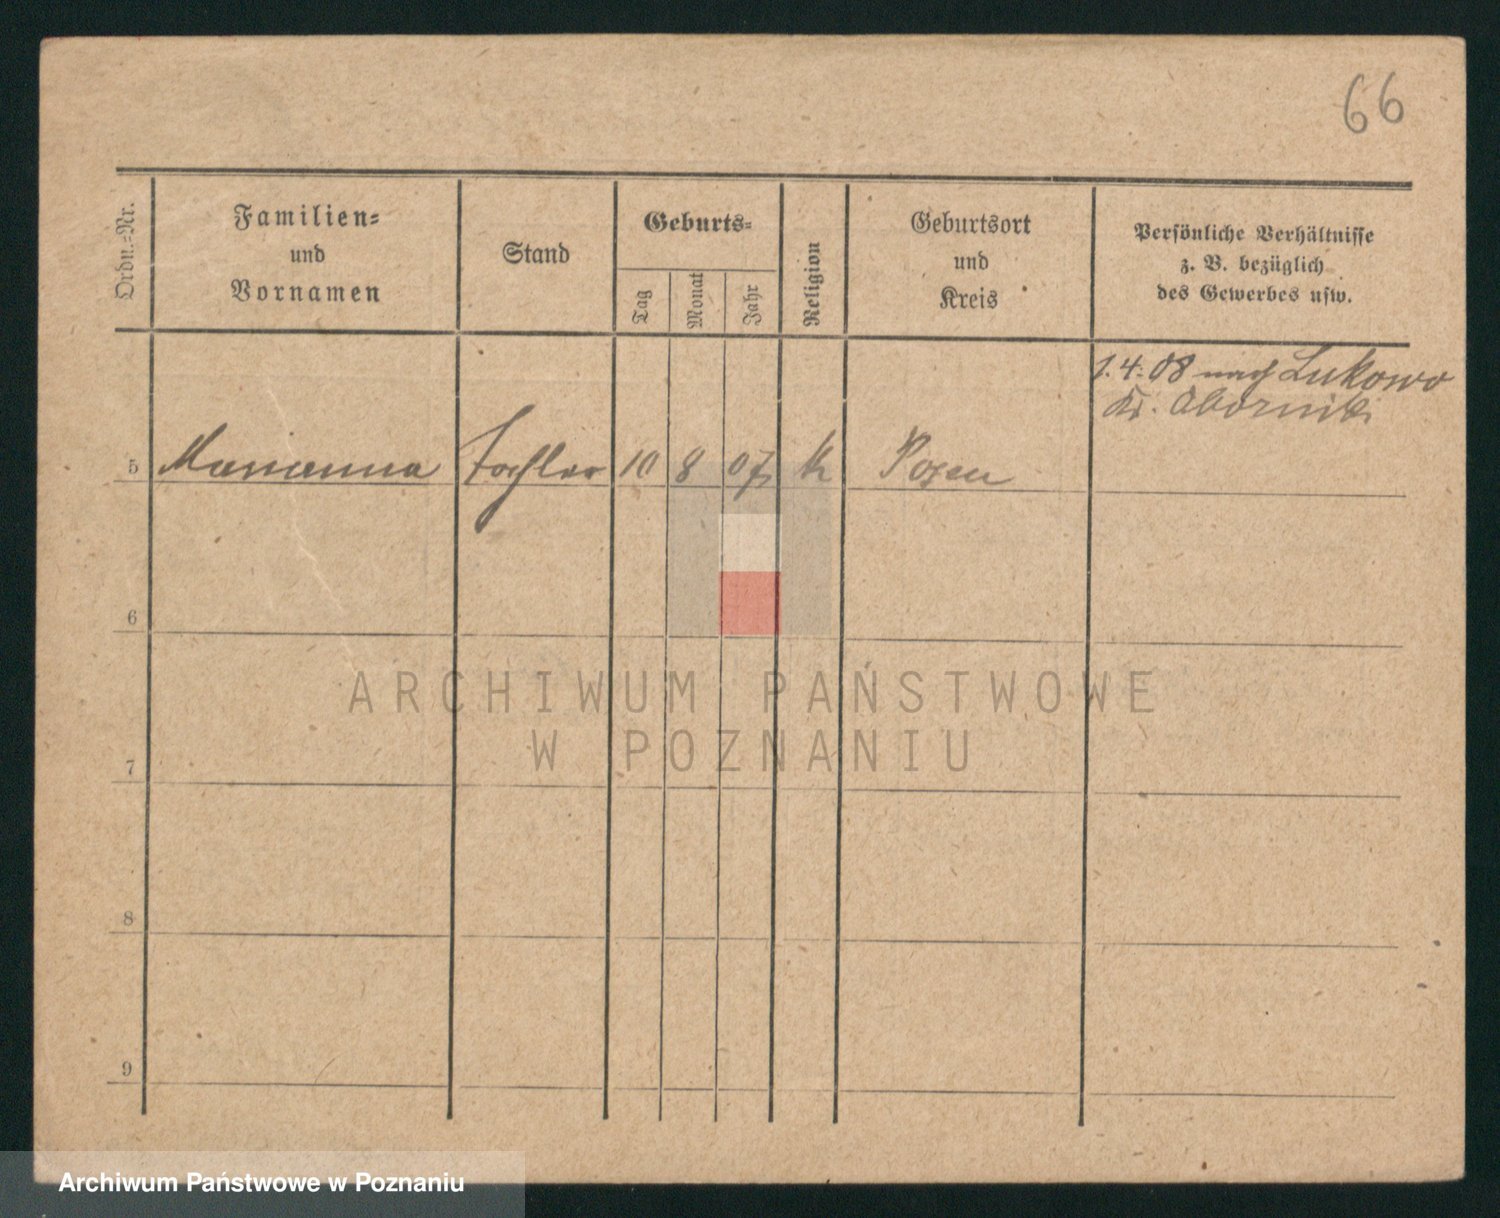 66
Ordn.-Nr.
Familien-
und
Vornamen
Stand
Geburts-
Tag
Monat
Jahr
Religion
Geburtsort
und
Kreis
Persönliche Verhältnisse
z. B. bezüglich
des Gewerbes usw.
1.4.08 nach Lukowo
Kr. Obornik
5 Marianna Tochter 10 8 07 k Posen
6
7
8
9
ARCHIWUM PAŃSTWOWE
W POZNANIU
Archiwum Państwowe w Poznaniu